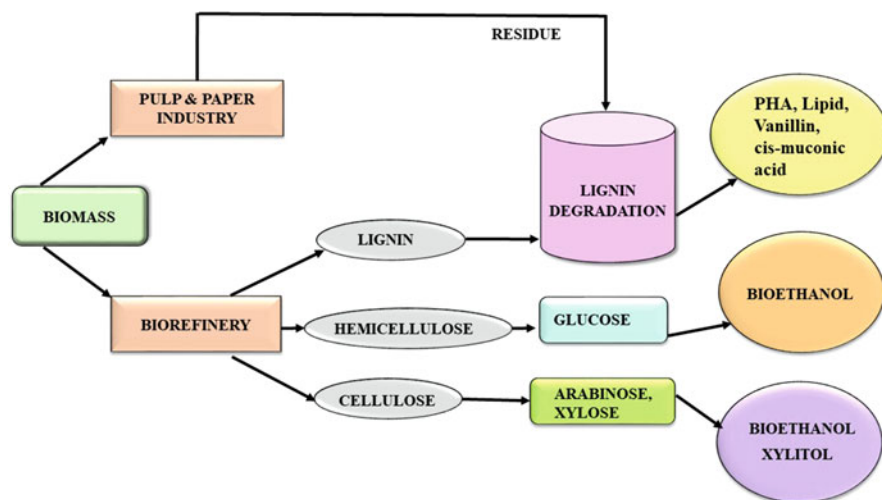 RESIDUE
PULP & PAPER
INDUSTRY
PHA, Lipid,
Vanillin,
cis-muconic
acid
LIGNIN
DEGRADATION
BIOMASS
LIGNIN
BIOREFINERY
HEMICELLULOSE
GLUCOSE
BIOETHANOL
CELLULOSE
ARABINOSE,
XYLOSE
BIOETHANOL
XYLITOL